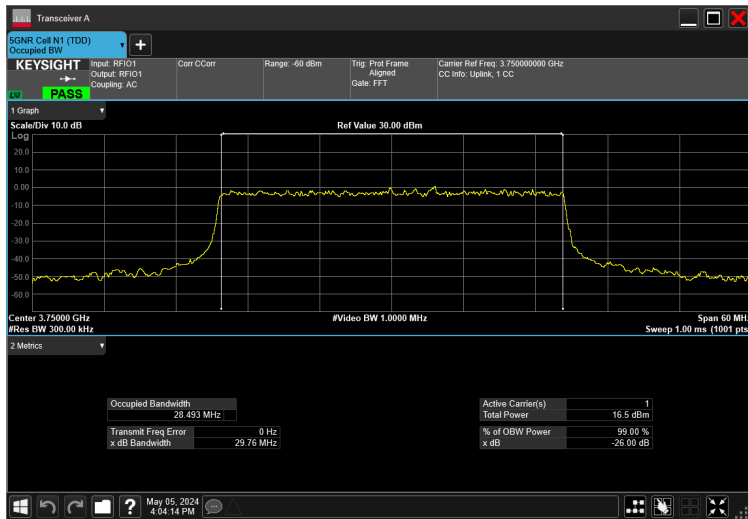 Transceiver A
5GNR Cell N1 (TDD)
Occupied BW
KEYSIGHT
LXI
PASS
Input: RFIO1
Output: RFIO1
Coupling: AC
Corr CCorr
Range: -60 dBm
Trig: Prot Frame
Aligned
Gate: FFT
Carrier Ref Freq: 3.750000000 GHz
CC Info: Uplink, 1 CC
1 Graph
Scale/Div 10.0 dB
Ref Value 30.00 dBm
Log
20.0
10.0
0.00
-10.0
-20.0
-30.0
-40.0
-50.0
-60.0
Center 3.75000 GHz
#Video BW 1.0000 MHz
Span 60 MHz
#Res BW 300.00 kHz
Sweep 1.00 ms (1001 pts
2 Metrics
Occupied Bandwidth
28.493 MHz
Transmit Freq Error 0 Hz
x dB Bandwidth 29.76 MHz
Active Carrier(s) 1
Total Power 16.5 dBm
% of OBW Power 99.00 %
x dB -26.00 dB
?
May 05, 2024
4:04:14 PM